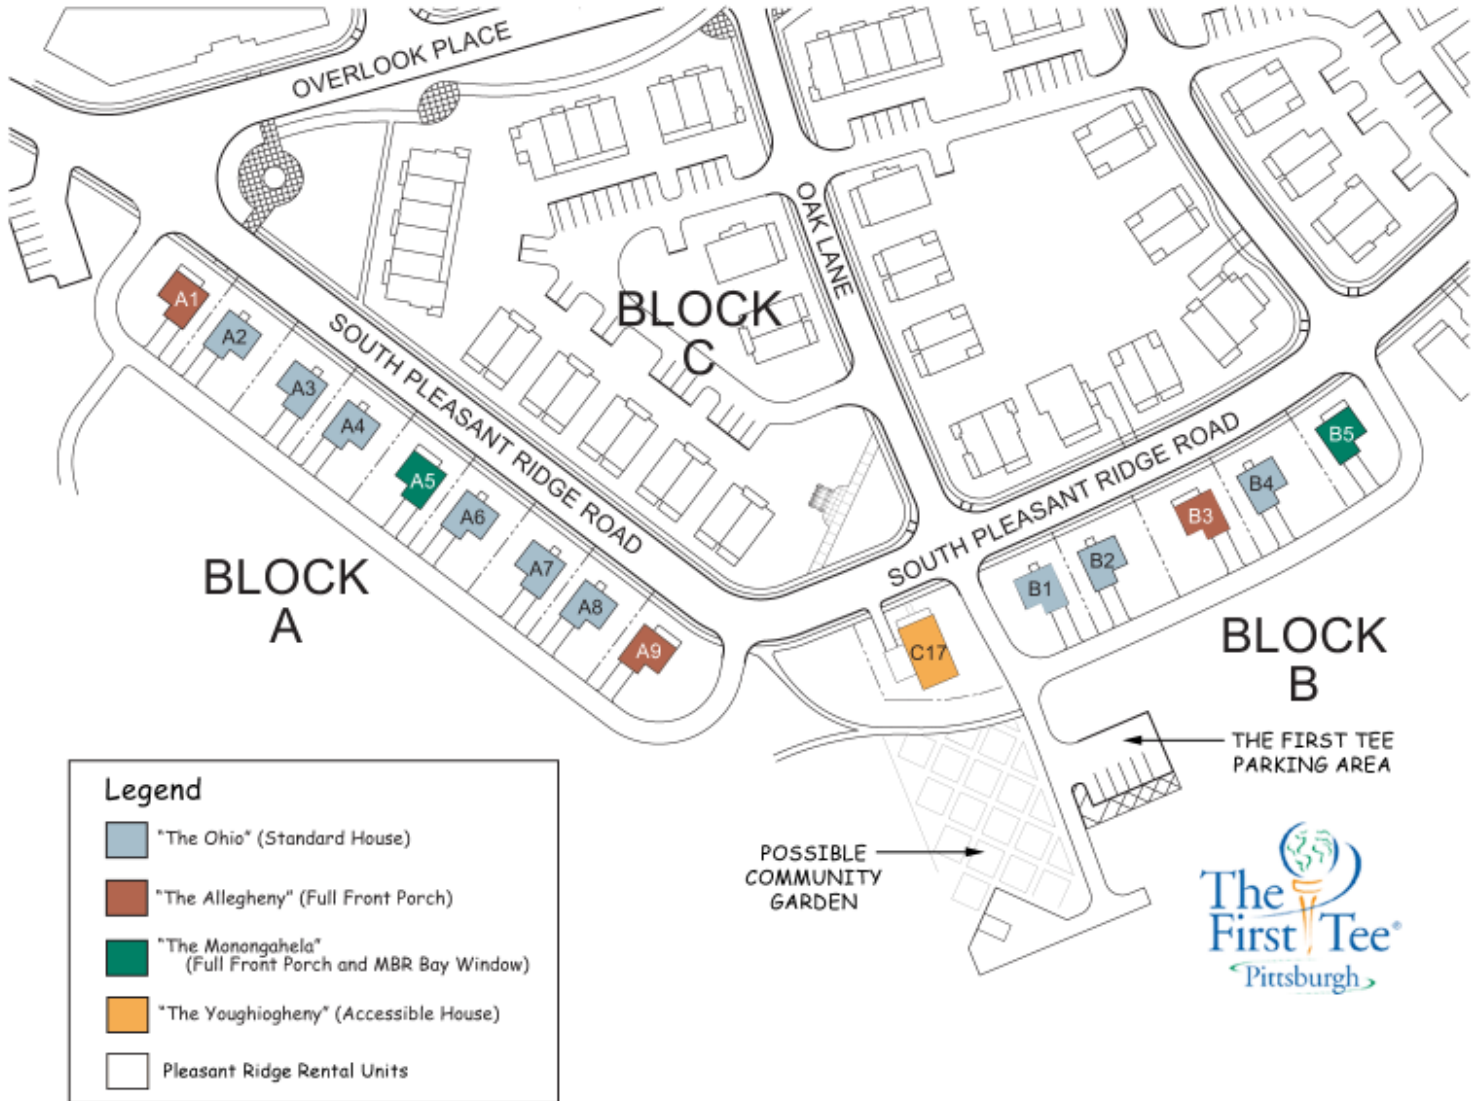 OVERLOOK PLACE
OAK LANE
BLOCK
C
SOUTH PLEASANT RIDGE ROAD
A1
A2
A3
A4
A5
A6
A7
A8
A9
BLOCK
A
SOUTH PLEASANT RIDGE ROAD
B1
B2
B3
B4
B5
C17
BLOCK
B
THE FIRST TEE
PARKING AREA
POSSIBLE
COMMUNITY
GARDEN
Legend
"The Ohio" (Standard House)
"The Allegheny" (Full Front Porch)
"The Monongahela"
(Full Front Porch and MBR Bay Window)
"The Youghiogheny" (Accessible House)
Pleasant Ridge Rental Units
The
First Tee®
Pittsburgh